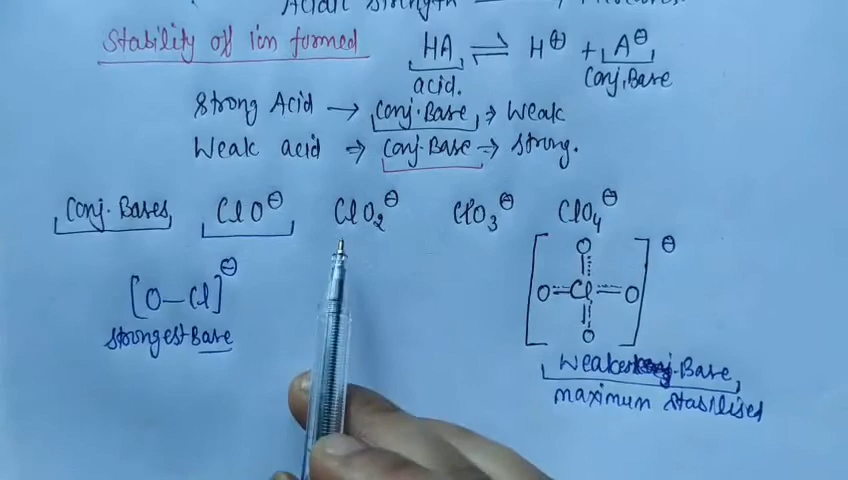 Acidic Strength
Stability of ion formed HA ⇌ H⊕ + A⊖
acid. Conj. Base
Strong Acid → Conj. Base → Weak
Weak acid ⇒ Conj. Base → Strong.
Conj. Bases ClO⊖ ClO2⊖ ClO3⊖ ClO4⊖
[O-Cl]⊖
Strongest Base
O
O Cl O
O
⊖
Base,
maximum Stabilised